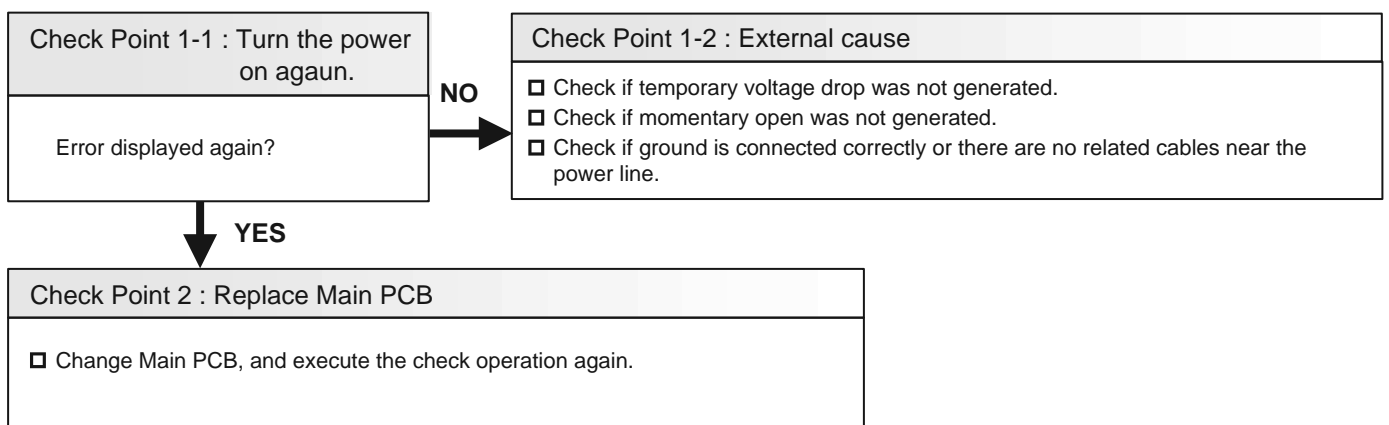 Check Point 1-1 : Turn the power
on agaun.
Error displayed again?
NO
Check Point 1-2 : External cause
Check if temporary voltage drop was not generated.
Check if momentary open was not generated.
Check if ground is connected correctly or there are no related cables near the
power line.
YES
Check Point 2 : Replace Main PCB
Change Main PCB, and execute the check operation again.